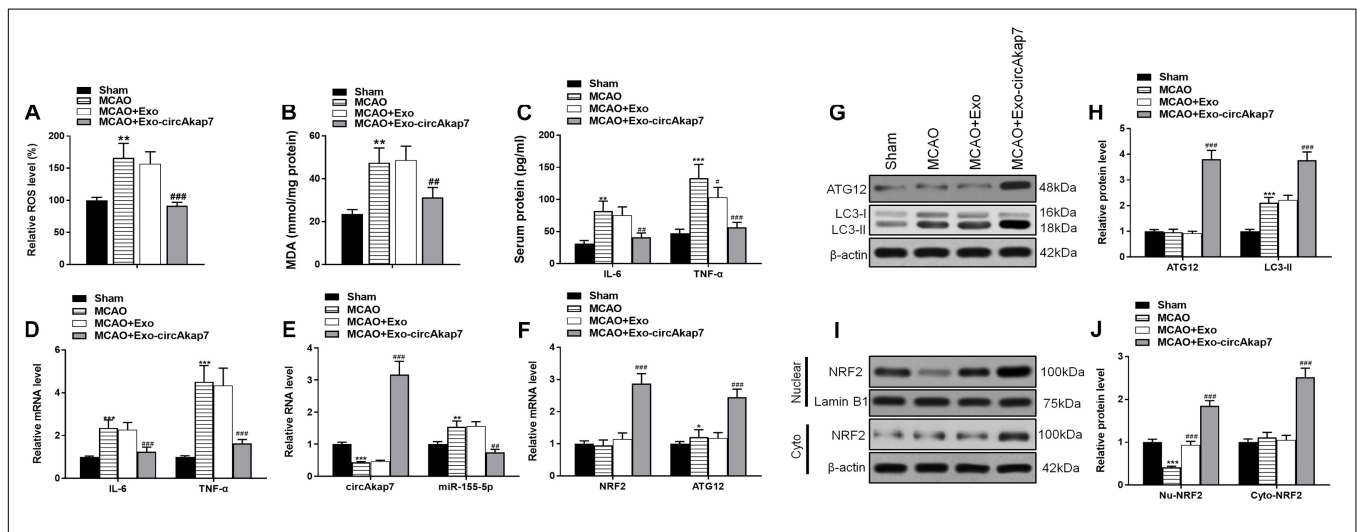 A
Sham
MCAO
MCAO+Exo
MCAO+Exo-circAkap7
Relative ROS level (%)
200
150
100
50
0
**
###
B
Sham
MCAO
MCAO+Exo
MCAO+Exo-circAkap7
MDA (nmol/mg protein)
60
40
20
0
**
##
C
Sham
MCAO
MCAO+Exo
MCAO+Exo-circAkap7
Serum protein (pg/ml)
200
150
100
50
0
**
##
***
#
###
IL-6
TNF-α
G
Sham
MCAO
MCAO+Exo
MCAO+Exo-circAkap7
ATG12
48kDa
LC3-I
16kDa
LC3-II
18kDa
β-actin
42kDa
H
Sham
MCAO
MCAO+Exo
MCAO+Exo-circAkap7
Relative protein level
5
4
3
2
1
0
###
***
###
ATG12
LC3-II
D
Sham
MCAO
MCAO+Exo
MCAO+Exo-circAkap7
Relative mRNA level
6
4
2
0
***
###
***
###
IL-6
TNF-α
E
Sham
MCAO
MCAO+Exo
MCAO+Exo-circAkap7
Relative RNA level
4
3
2
1
0
***
###
**
##
circAkap7
miR-155-5p
F
Sham
MCAO
MCAO+Exo
MCAO+Exo-circAkap7
Relative mRNA level
4
3
2
1
0
###
*
###
NRF2
ATG12
I
Nuclear
NRF2
100kDa
Lamin B1
75kDa
Cyto
NRF2
100kDa
β-actin
42kDa
J
Sham
MCAO
MCAO+Exo
MCAO+Exo-circAkap7
Relative protein level
3
2
1
0
***
###
###
###
Nu-NRF2
Cyto-NRF2